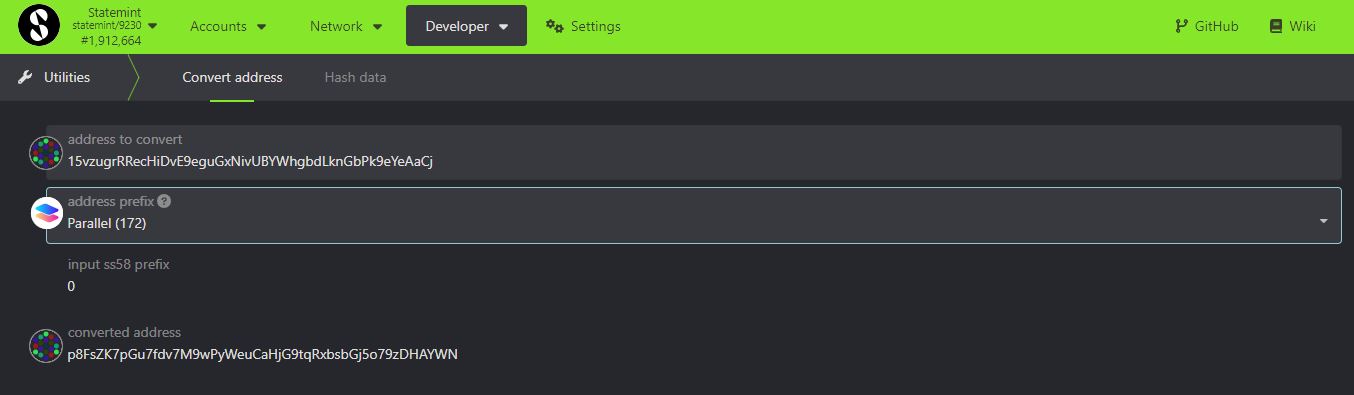 Statemint
statemint/9230
#1,912,664
Accounts
Network
Developer
Settings
GitHub
Wiki
Utilities
Convert address
Hash data
address to convert
15vzugrRRecHiDvE9eguGxNivUBYWhgbdLknGbPk9eYeAaCj
address prefix ?
Parallel (172)
input ss58 prefix
0
converted address
p8FsZK7pGu7fdv7M9wPyWeuCaHjG9tqRxbsbGj5o79zDHAYWN